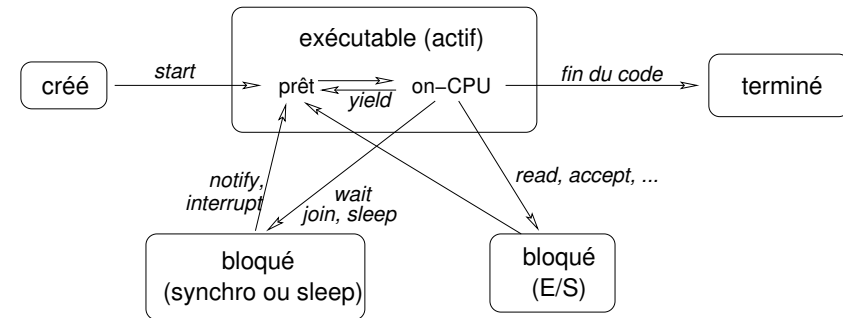 exécutable (actif)
créé
start
prêt
yield
on–CPU
fin du code
terminé
notify,
interrupt
wait
join, sleep
read, accept, ...
bloqué
(synchro ou sleep)
bloqué
(E/S)